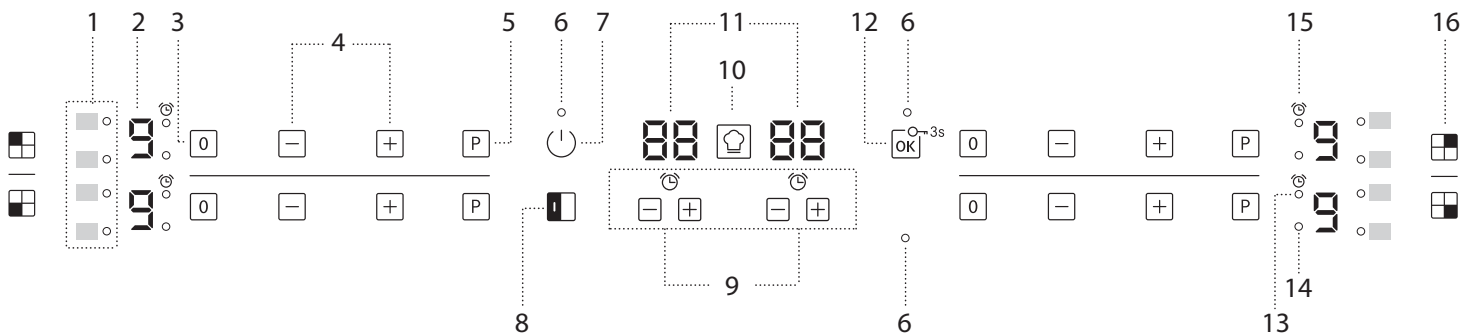 1 2 3 4 5 6 7 11 12 6 15 16
10
9 88 88 3s 9
0 − + P OK 0 − + P
9 9
0 − + P 0 − + P
− + − +
9 14
8 6 13